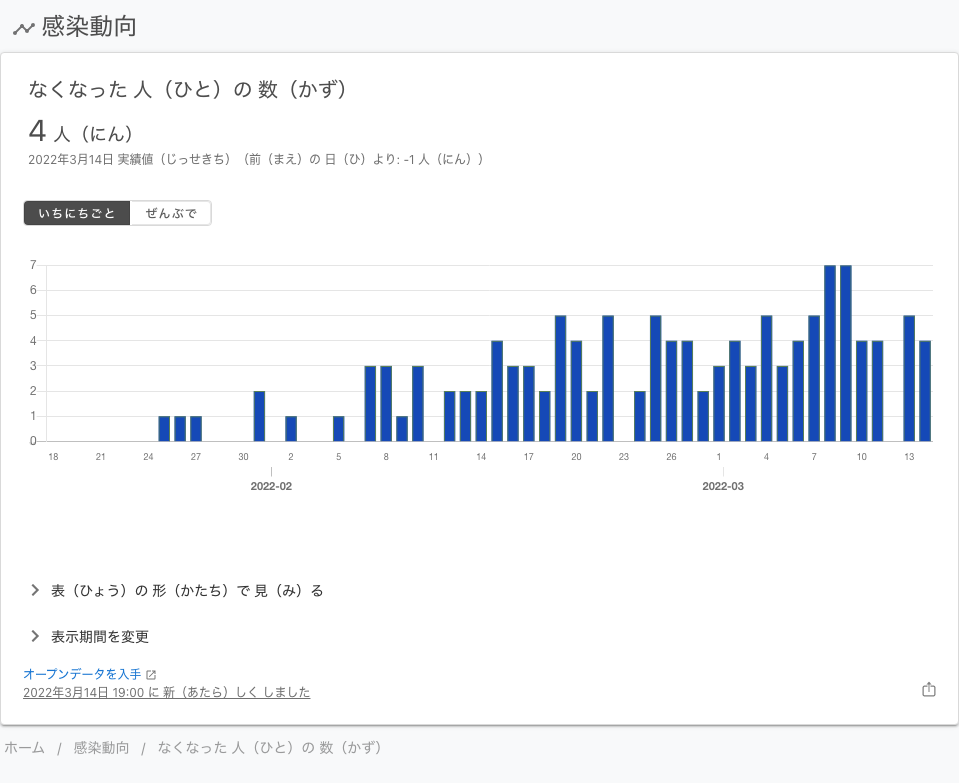 感染動向
なくなった 人（ひと）の 数（かず）
4 人（にん）
2022年3月14日 実績値（じっせきち）（前（まえ）の 日（ひ）より: -1 人（にん））
いちにちごと ぜんぶで
7
6
5
4
3
2
1
0
18 21 24 27 30 2 5 8 11 14 17 20 23 26 1 4 7 10 13
2022-02 2022-03
表（ひょう）の 形（かたち）で 見（み）る
表示期間を変更
オープンデータを入手
2022年3月14日 19:00 に 新（あたら）しく しました
ホーム / 感染動向 / なくなった 人（ひと）の 数（かず）